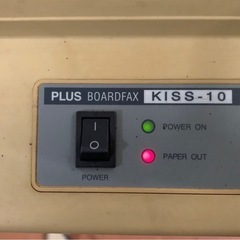 PLUS BOARDFAX KISS-10
I
O
POWER
POWER ON
PAPER OUT